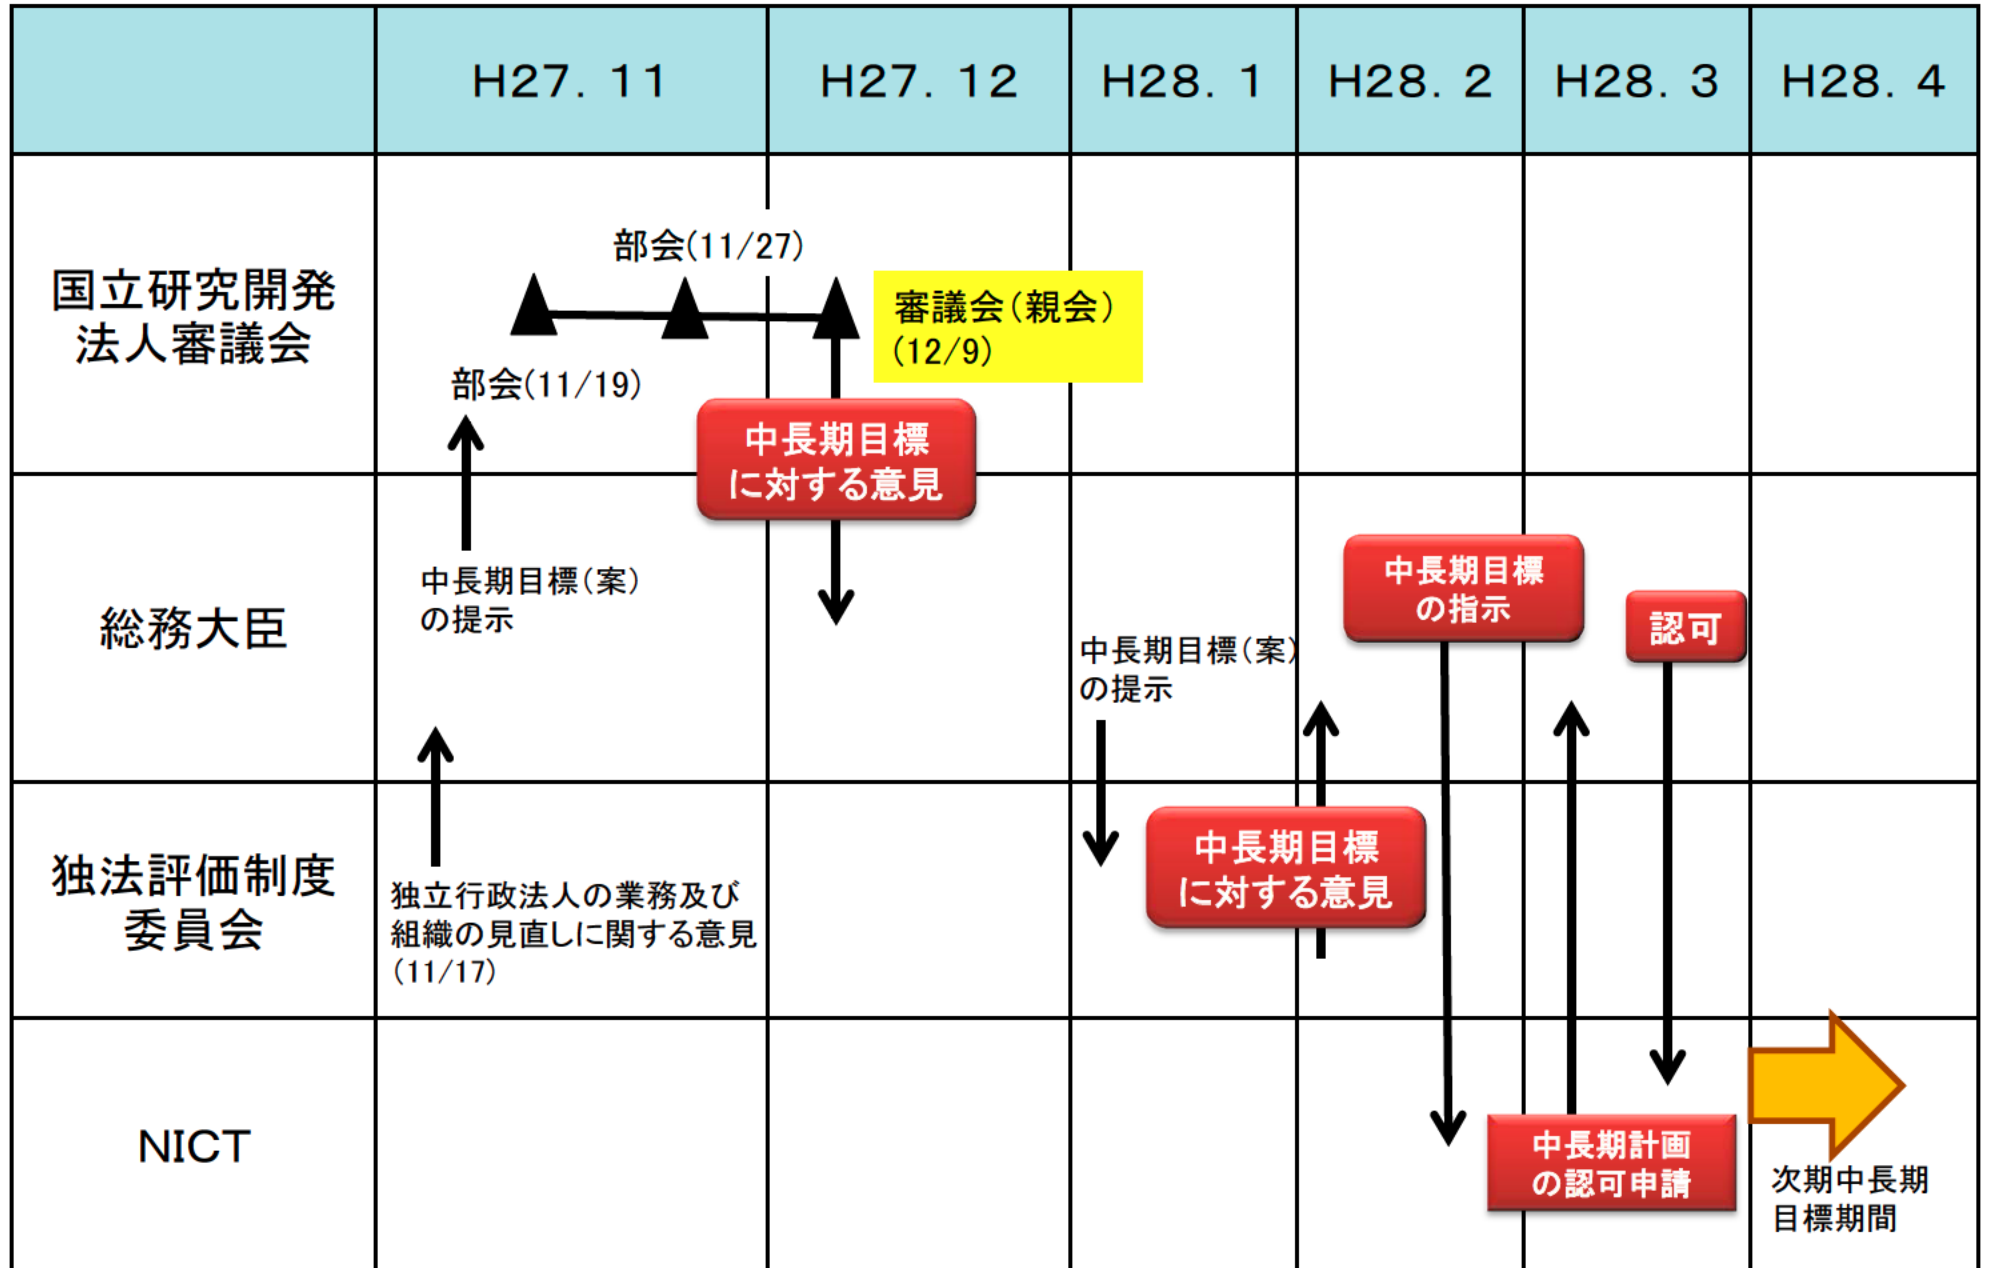 H27. 11
H27. 12
H28. 1
H28. 2
H28. 3
H28. 4
国立研究開発
法人審議会
部会(11/27)
審議会(親会)
(12/9)
部会(11/19)
中長期目標
に対する意見
総務大臣
中長期目標(案)
の提示
中長期目標(案)
の提示
中長期目標
の指示
認可
独法評価制度
委員会
独立行政法人の業務及び
組織の見直しに関する意見
(11/17)
中長期目標
に対する意見
NICT
中長期計画
の認可申請
次期中長期
目標期間